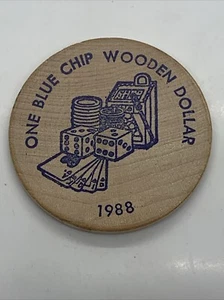 ONE BLUE CHIP WOODEN DOLLAR
1988